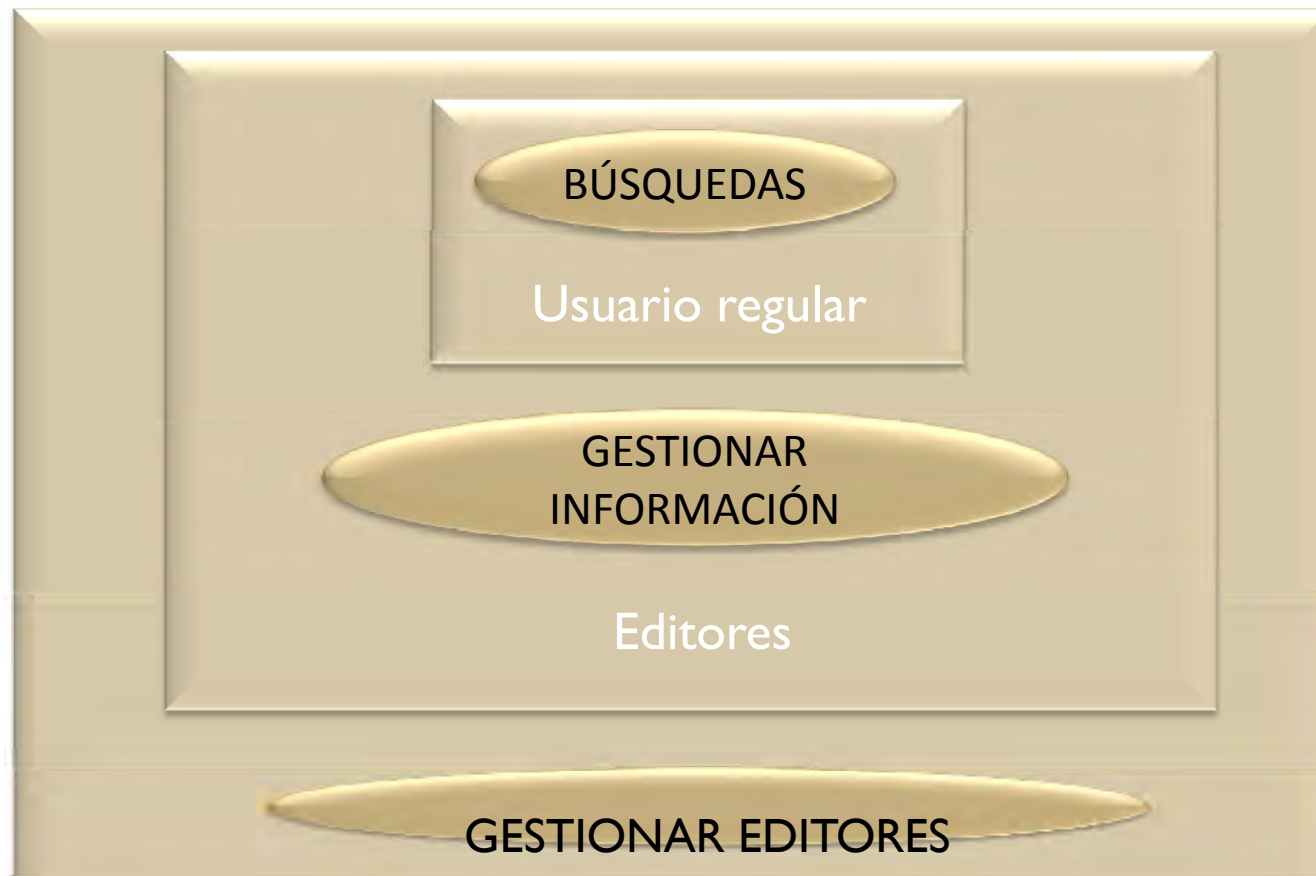 BÚSQUEDAS
Usuario regular
GESTIONAR
INFORMACIÓN
Editores
GESTIONAR EDITORES